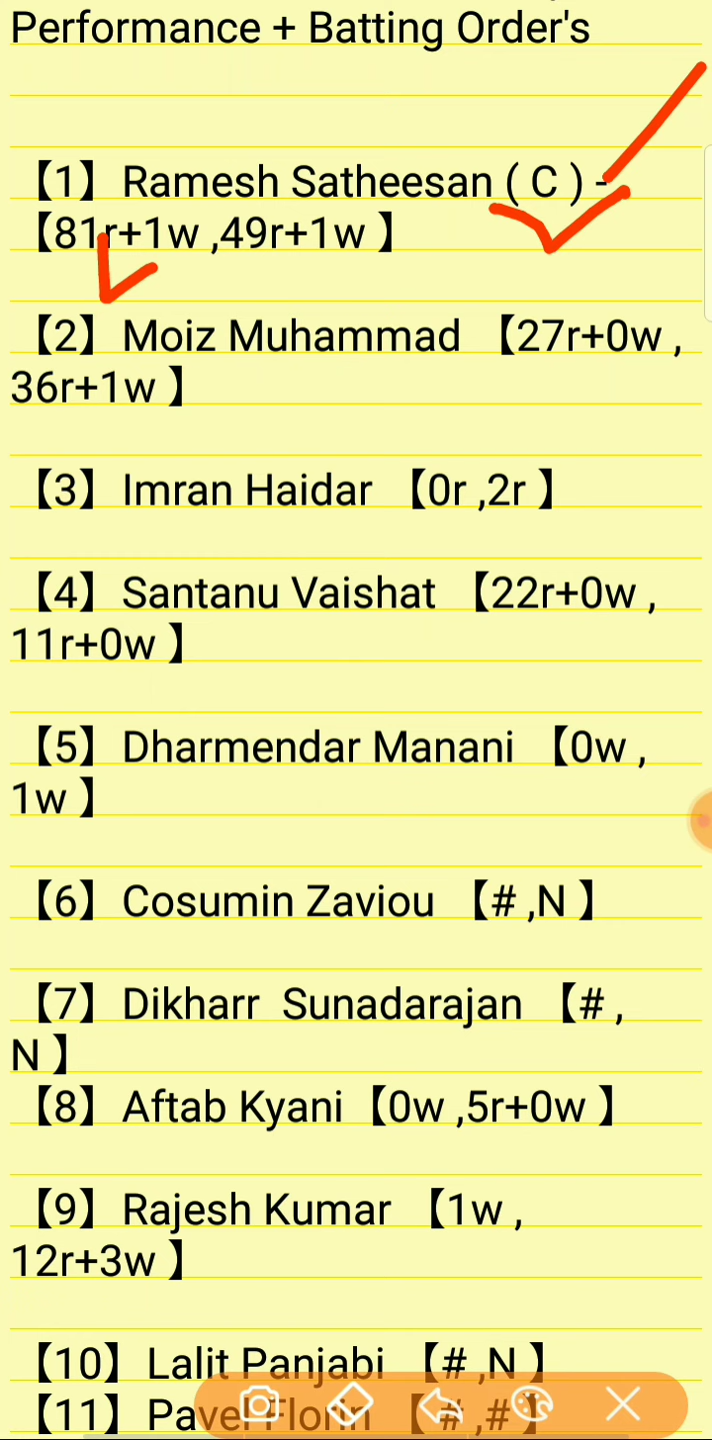 Performance + Batting Order's
【1】 Ramesh Satheesan ( C ) -
【81r+1w ,49r+1w 】
【2】 Moiz Muhammad 【27r+0w ,
36r+1w 】
【3】 Imran Haidar 【0r ,2r 】
【4】 Santanu Vaishat 【22r+0w ,
11r+0w 】
【5】 Dharmendar Manani 【0w ,
1w 】
【6】 Cosumin Zaviou 【# ,N 】
【7】 Dikharr  Sunadarajan 【# ,
N 】
【8】 Aftab Kyani【0w ,5r+0w 】
【9】 Rajesh Kumar 【1w ,
12r+3w 】
【10】 Lalit Panjabi 【# ,N 】
【11】 Pavel Florin 【 # ,# 】